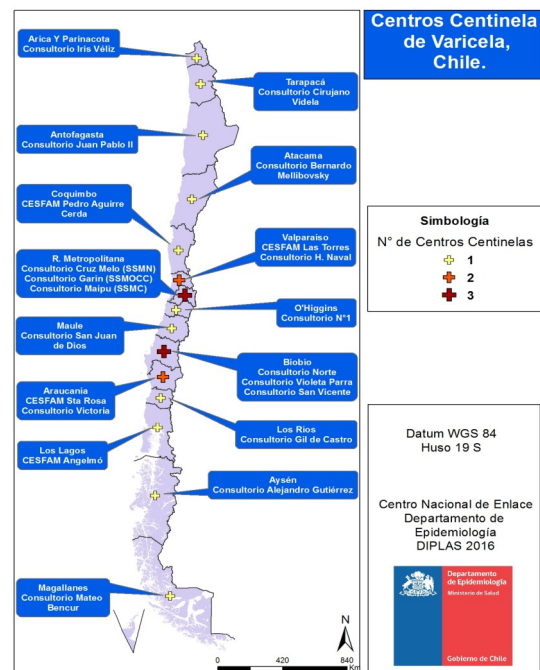 Centros Centinela
de Varicela,
Chile.
Arica Y Parinacota
Consultorio Iris Véliz
Tarapacá
Consultorio Cirujano
Videla
Antofagasta
Consultorio Juan Pablo II
Atacama
Consultorio Bernardo
Mellibovsky
Coquimbo
CESFAM Pedro Aguirre
Cerda
Valparaiso
CESFAM Las Torres
Consultorio H. Naval
R. Metropolitana
Consultorio Cruz Melo (SSMN)
Consultorio Garin (SSMOCC)
Consultorio Maipu (SSMC)
O'Higgins
Consultorio N°1
Maule
Consultorio San Juan
de Dios
Biobio
Consultorio Norte
Consultorio Violeta Parra
Consultorio San Vicente
Araucania
CESFAM Sta Rosa
Consultorio Victoria
Los Rios
Consultorio Gil de Castro
Los Lagos
CESFAM Angelmó
Aysén
Consultorio Alejandro Gutiérrez
Magallanes
Consultorio Mateo
Bencur
N
0 420 840
Km
Simbología
N° de Centros Centinelas
1
2
3
Datum WGS 84
Huso 19 S
Centro Nacional de Enlace
Departamento de
Epidemiología
DIPLAS 2016
Departamento
de Epidemiología
Ministerio de Salud
Gobierno de Chile